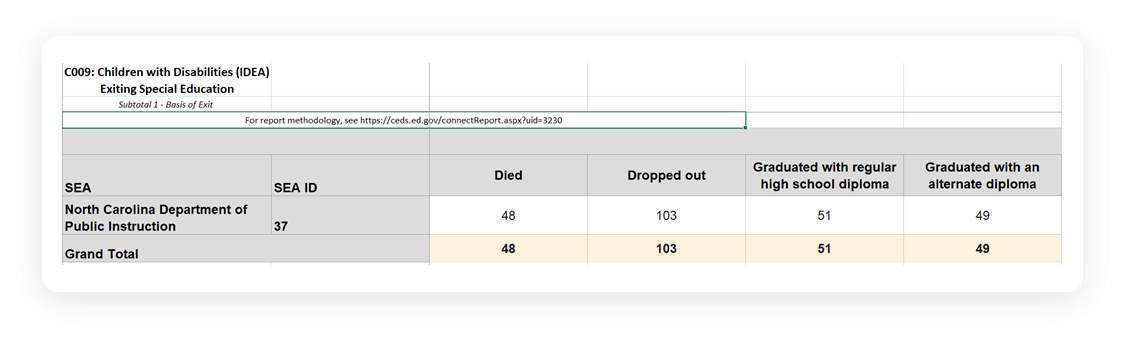 C009: Children with Disabilities (IDEA)
Exiting Special Education
Subtotal 1 - Basis of Exit
For report methodology, see https://ceds.ed.gov/connectReport.aspx?uid=3230
SEA SEA ID Died Dropped out Graduated with regular Graduated with an
high school diploma alternate diploma
North Carolina Department of
Public Instruction 37 48 103 51 49
Grand Total 48 103 51 49